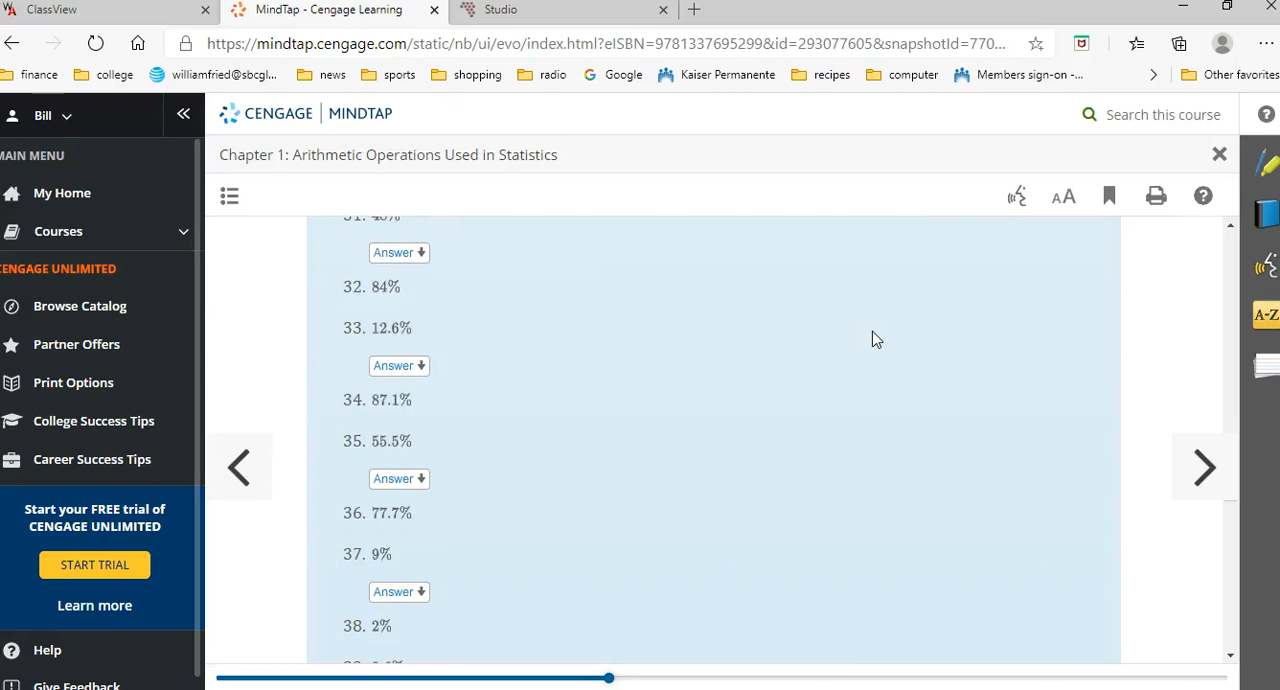 ClassView
MindTap - Cengage Learning
Studio
https://mindtap.cengage.com/static/nb/ui/evo/index.html?eISBN=9781337695299&id=293077605&snapshotId=770...
finance
college
williamfried@sbcgl...
news
sports
shopping
radio
Google
Kaiser Permanente
recipes
computer
Members sign-on -...
Other favorites
Bill
CENGAGE | MINDTAP
Search this course
MAIN MENU
Chapter 1: Arithmetic Operations Used in Statistics
My Home
AA
Courses
CENGAGE UNLIMITED
Browse Catalog
Partner Offers
Print Options
College Success Tips
Career Success Tips
Start your FREE trial of
CENGAGE UNLIMITED
START TRIAL
Learn more
Help
Give Feedback
Answer
32. 84%
33. 12.6%
Answer
34. 87.1%
35. 55.5%
Answer
36. 77.7%
37. 9%
Answer
38. 2%
A-Z